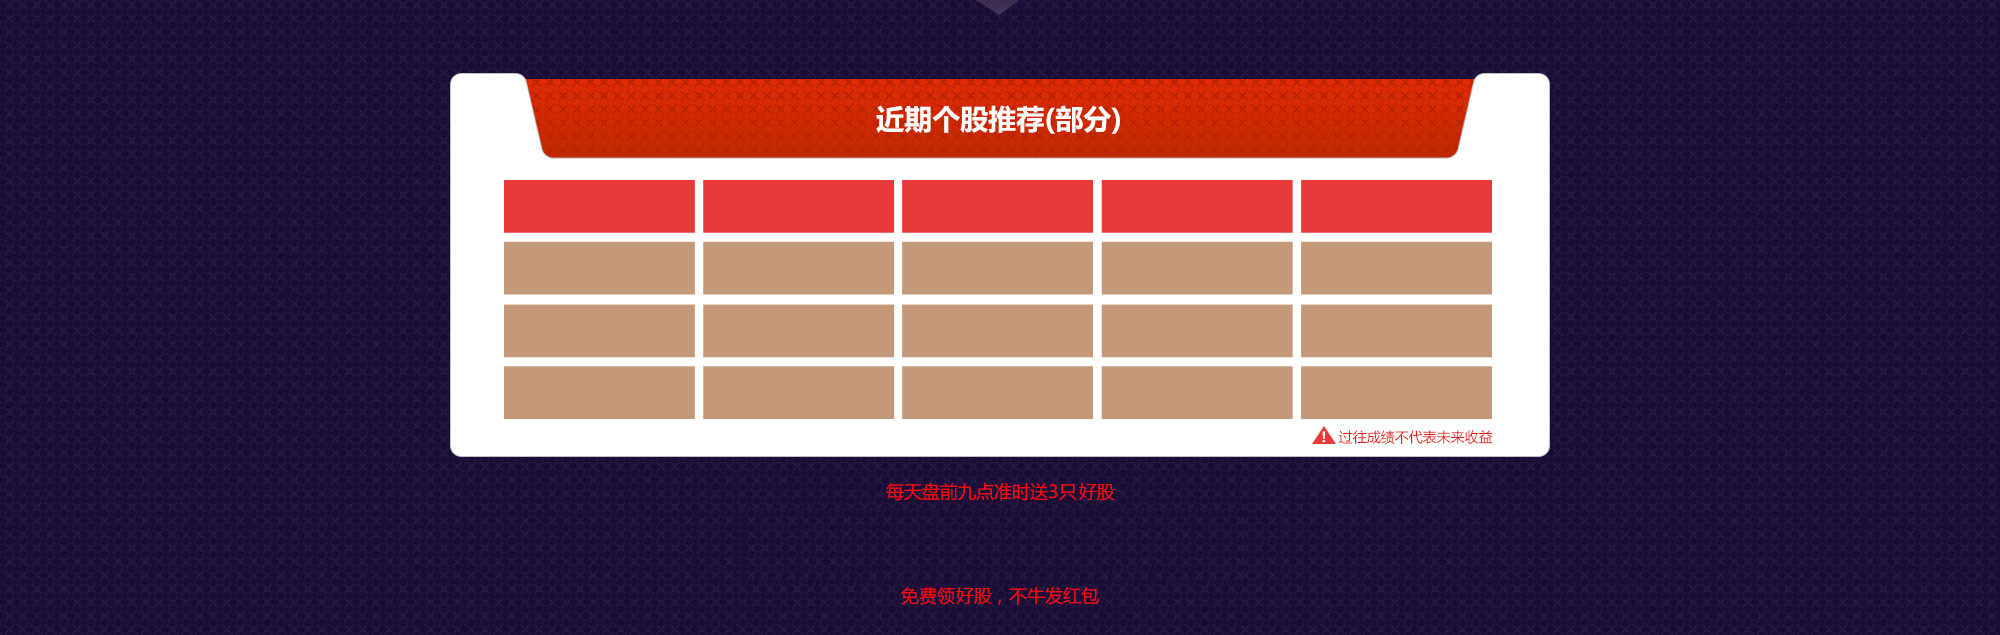 近期个股推荐(部分)
过往成绩不代表未来收益
每天盘前九点准时送3只好股
免费领好股，不牛发红包